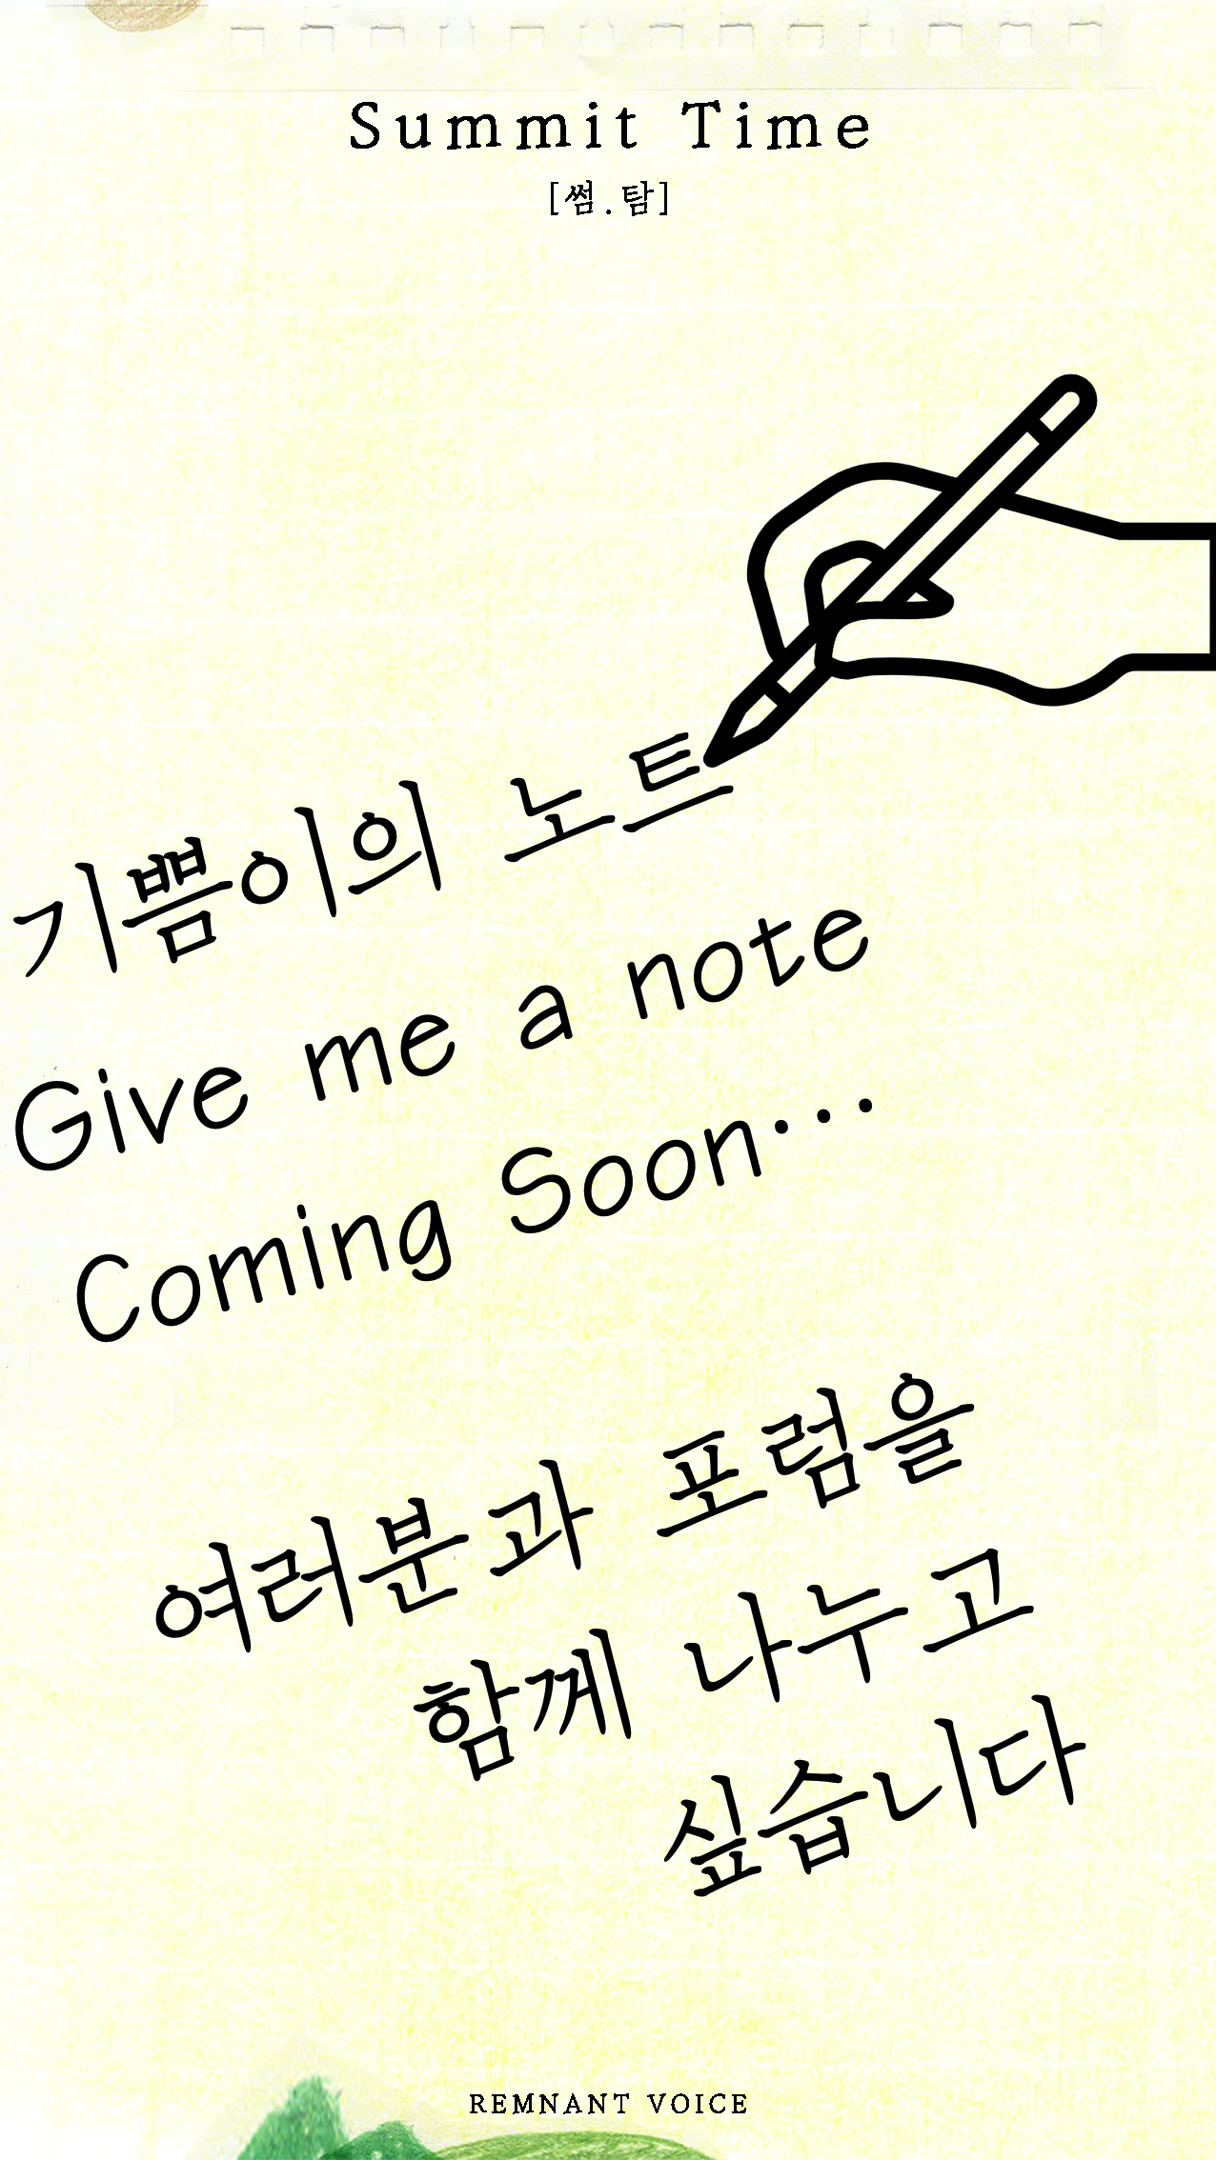 Summit Time
[썸.탐]
기쁨이의 노트
Give me a note
Coming Soon…
여러분과 포럼을
함께 나누고
싶습니다
REMNANT VOICE